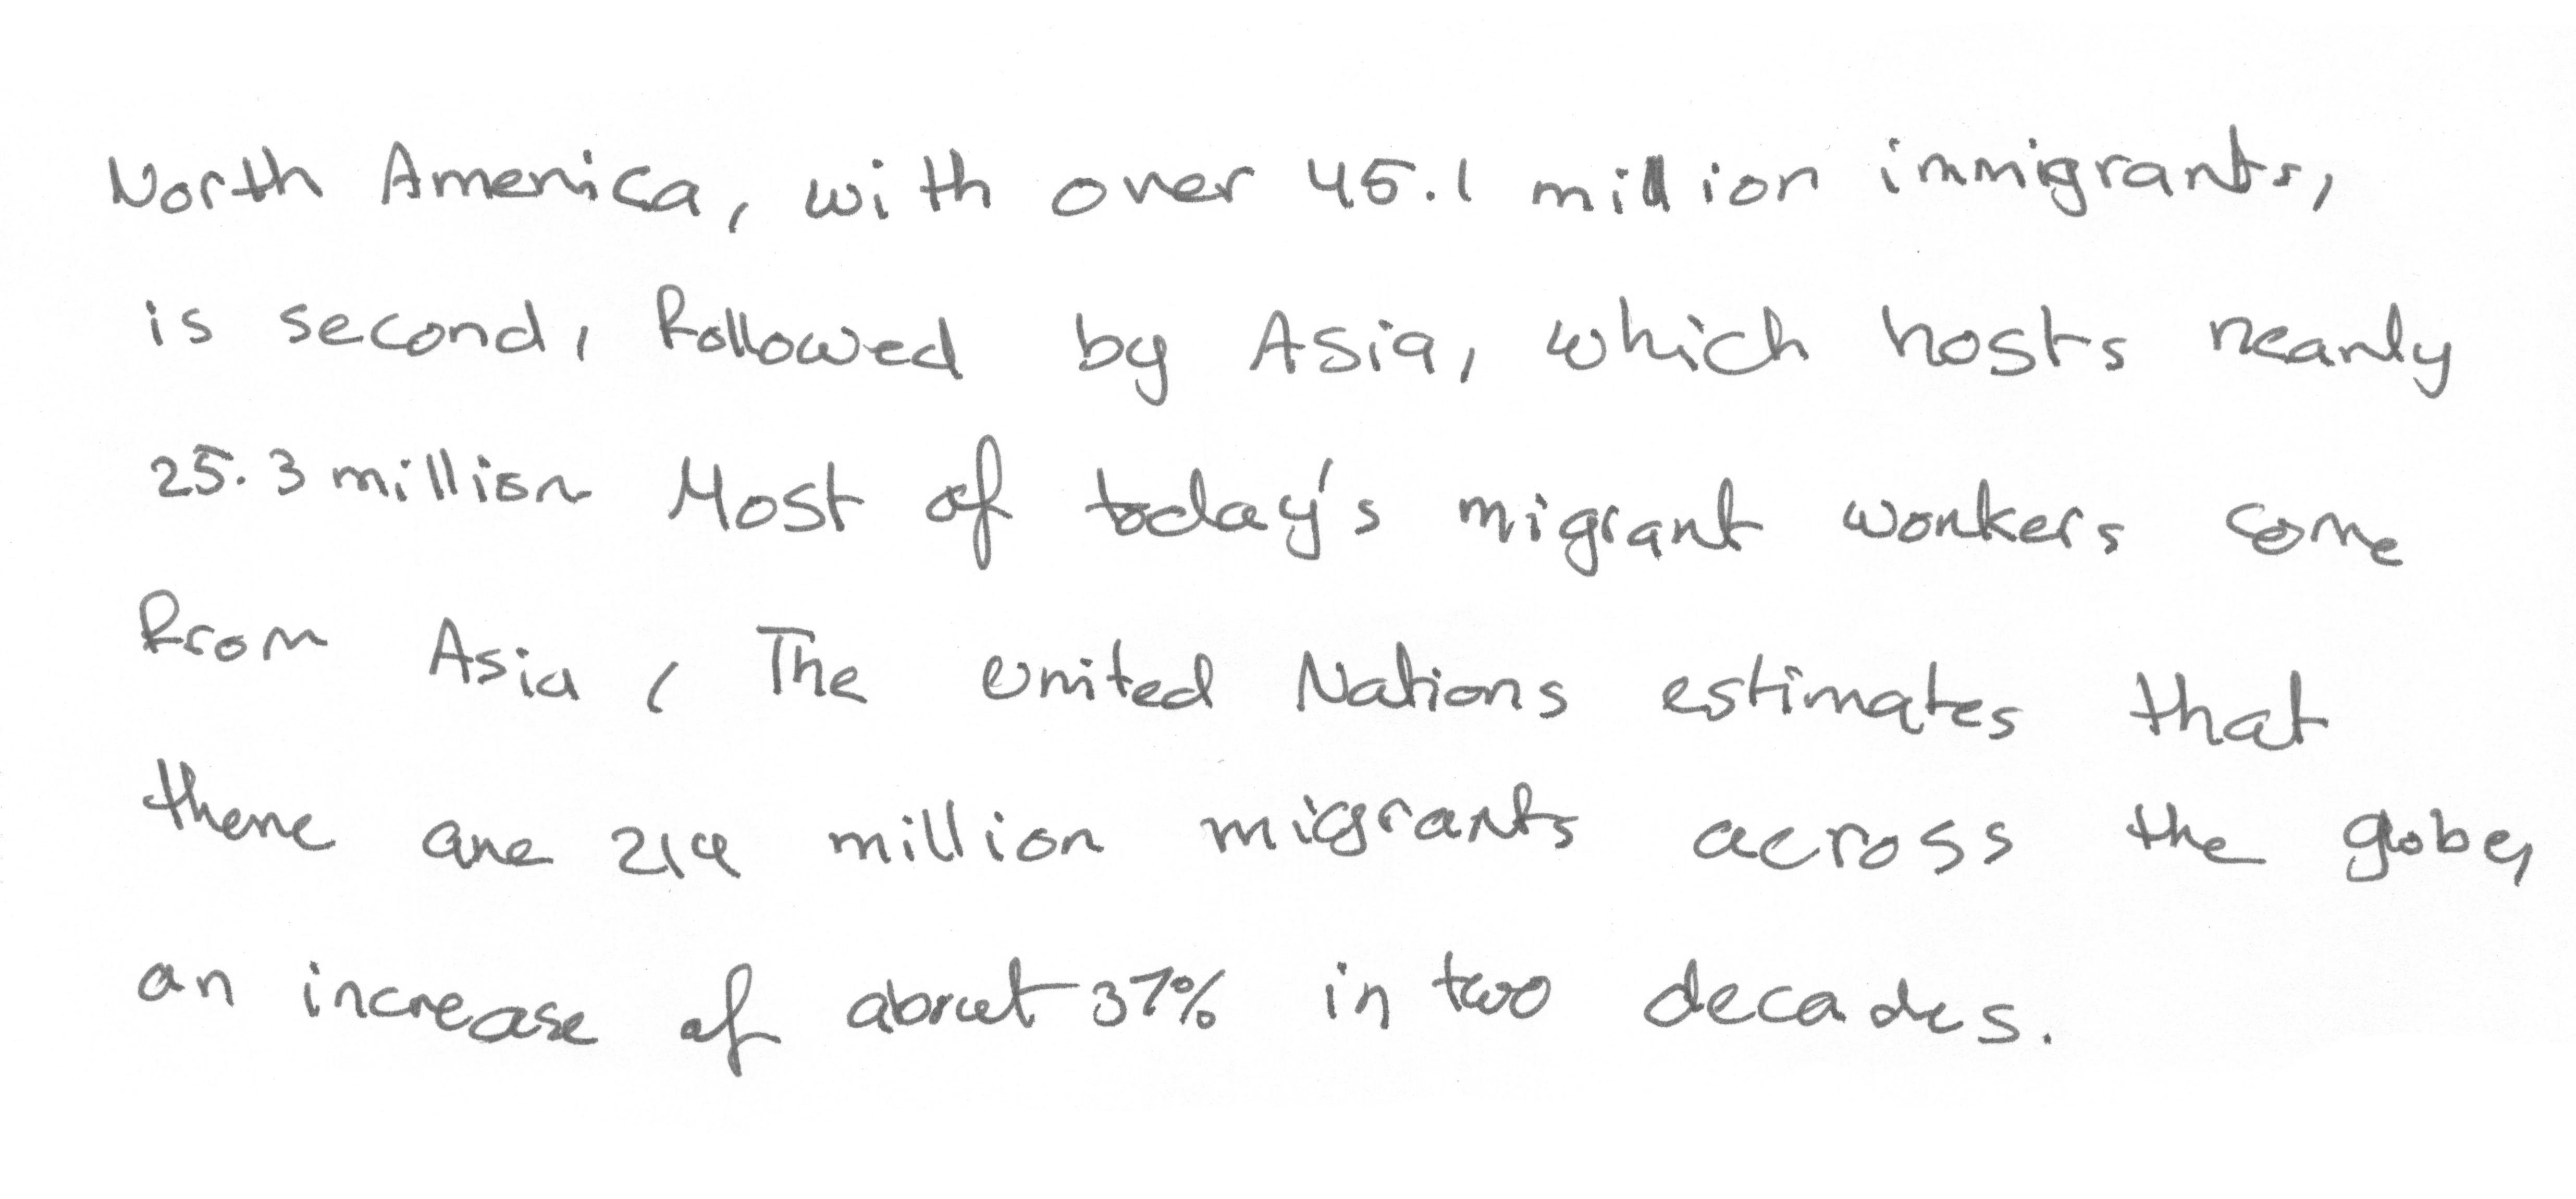 North America, with over 45.1 million immigrants,
is second, followed by Asia, which hosts nearly
25.3 million Most of today's migrant workers come
from Asia, The United Nations estimates that
there are 214 million migrants across the globe,
an increase of about 37% in two decades.